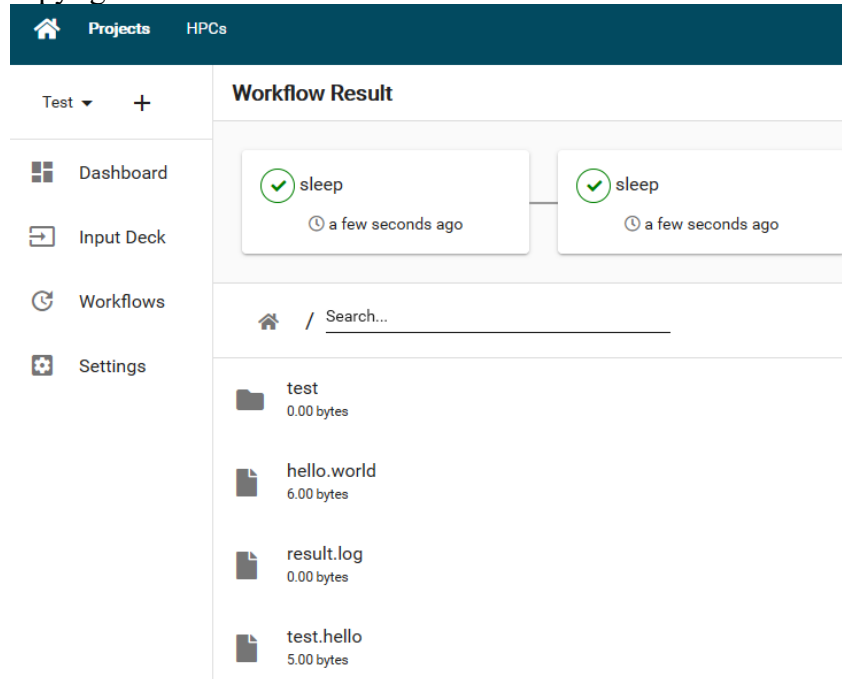 Projects HPCs
Test +
Workflow Result
Dashboard
Input Deck
Workflows
Settings
sleep
a few seconds ago
sleep
a few seconds ago
/ Search...
test
0.00 bytes
hello.world
6.00 bytes
result.log
0.00 bytes
test.hello
5.00 bytes